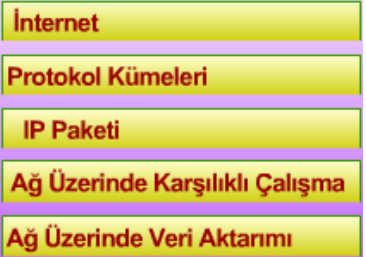 İnternet
Protokol Kümeleri
IP Paketi
Ağ Üzerinde Karşılıklı Çalışma
Ağ Üzerinde Veri Aktarımı